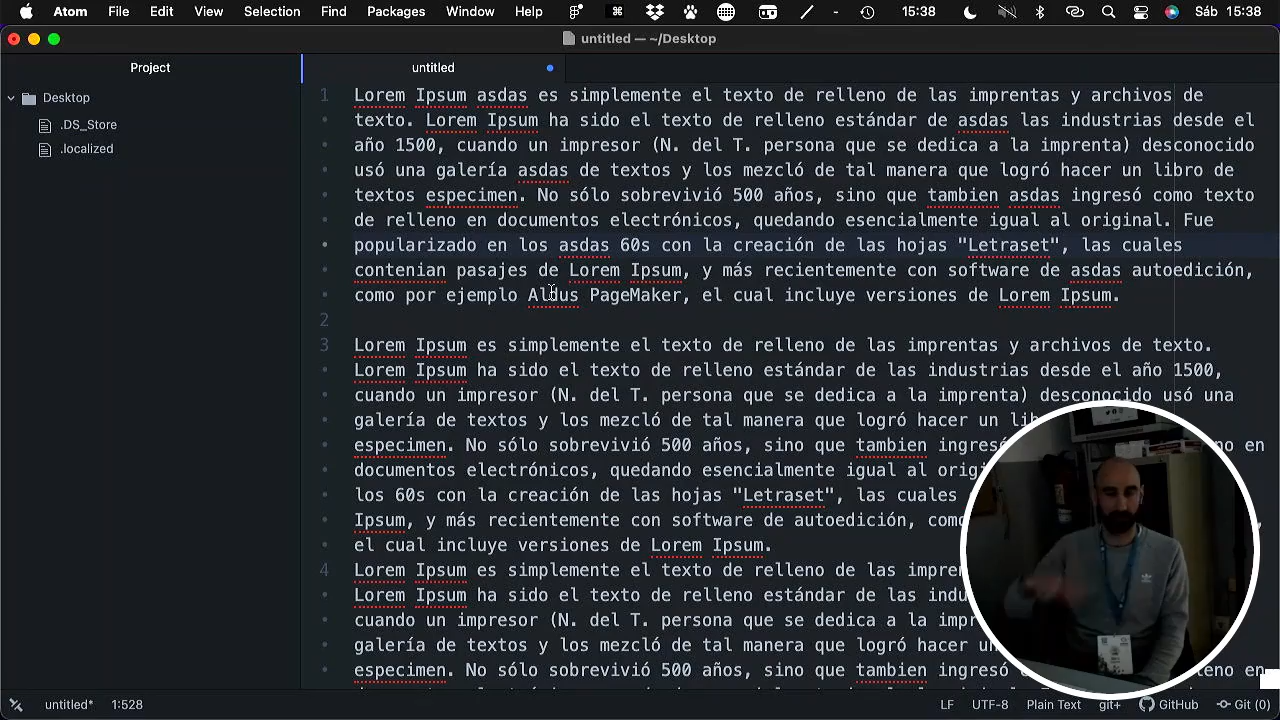 Atom File Edit View Selection Find Packages Window Help 15:38 Sáb 15:38
untitled — ~/Desktop
Project
untitled
Desktop
.DS_Store
.localized
1 Lorem Ipsum asdas es simplemente el texto de relleno de las imprentas y archivos de
texto. Lorem Ipsum ha sido el texto de relleno estándar de asdas las industrias desde el
año 1500, cuando un impresor (N. del T. persona que se dedica a la imprenta) desconocido
usó una galería asdas de textos y los mezcló de tal manera que logró hacer un libro de
textos especimen. No sólo sobrevivió 500 años, sino que tambien asdas ingresó como texto
de relleno en documentos electrónicos, quedando esencialmente igual al original. Fue
popularizado en los asdas 60s con la creación de las hojas "Letraset", las cuales
contenian pasajes de Lorem Ipsum, y más recientemente con software de asdas autoedición,
como por ejemplo Aldus PageMaker, el cual incluye versiones de Lorem Ipsum.
2
3 Lorem Ipsum es simplemente el texto de relleno de las imprentas y archivos de texto.
Lorem Ipsum ha sido el texto de relleno estándar de las industrias desde el año 1500,
cuando un impresor (N. del T. persona que se dedica a la imprenta) desconocido usó una
galería de textos y los mezcló de tal manera que logró hacer un
especimen. No sólo sobrevivió 500 años, sino que tambien en
documentos electrónicos, quedando esencialmente igual al
los 60s con la creación de las hojas "Letraset", las cuales
Ipsum, y más recientemente con software de autoedición,
el cual incluye versiones de Lorem Ipsum.
4 Lorem Ipsum es simplemente el texto de relleno de las
Lorem Ipsum ha sido el texto de relleno estándar de las
cuando un impresor (N. del T. persona que se dedica a la
galería de textos y los mezcló de tal manera que logró hacer
especimen. No sólo sobrevivió 500 años, sino que tambien en
untitled* 1:528 LF UTF-8 Plain Text git+ GitHub Git (0)